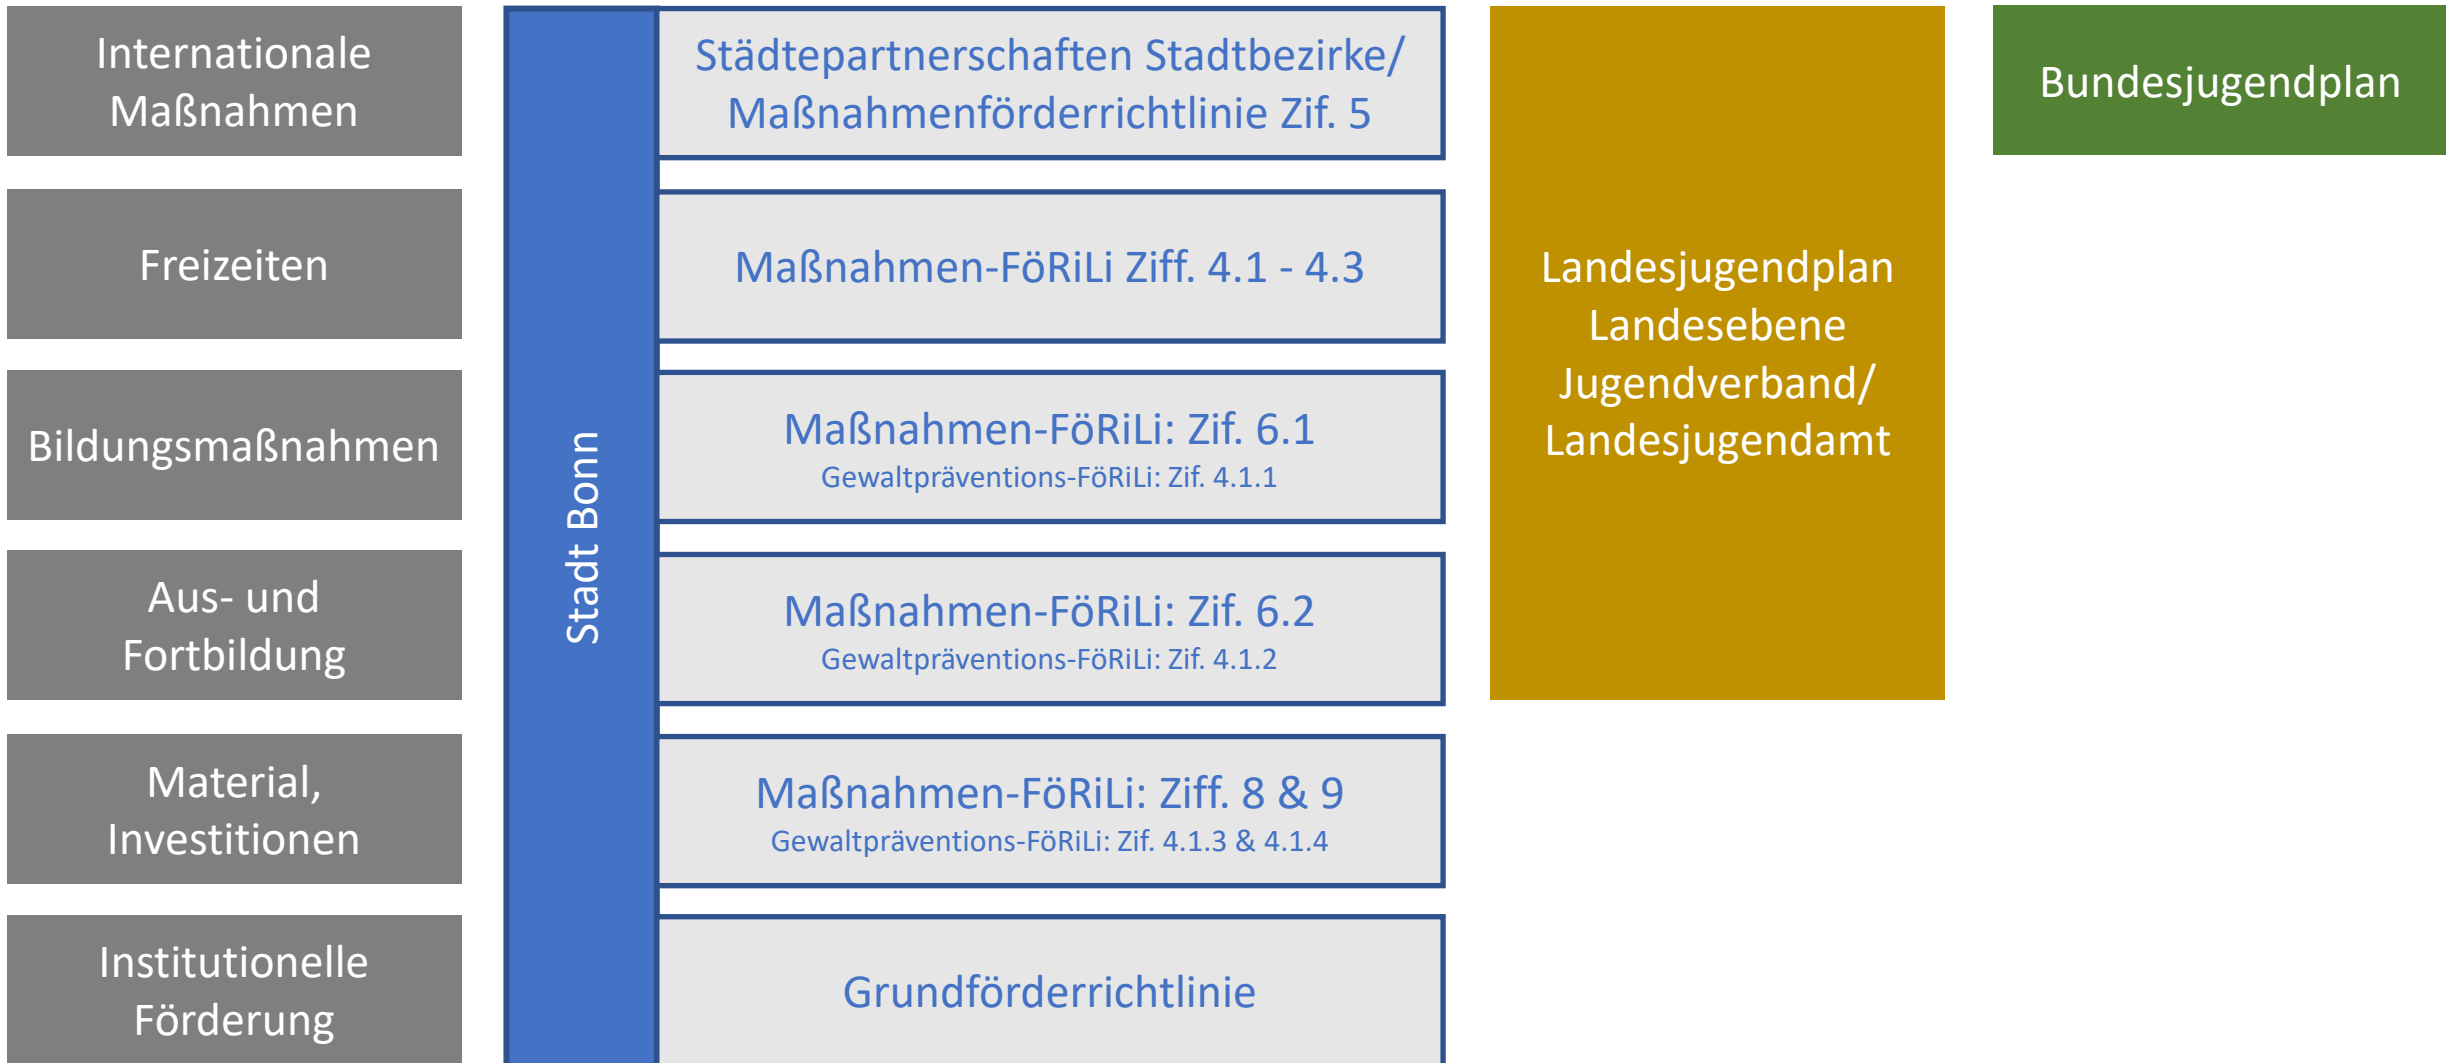 Internationale
Maßnahmen
Städtepartnerschaften Stadtbezirke/
Maßnahmenförderrichtlinie Zif. 5
Bundesjugendplan
Freizeiten
Maßnahmen-FöRiLi Ziff. 4.1 - 4.3
Landesjugendplan
Landesebene
Jugendverband/
Landesjugendamt
Bildungsmaßnahmen
Maßnahmen-FöRiLi: Zif. 6.1
Gewaltpräventions-FöRiLi: Zif. 4.1.1
Stadt Bonn
Aus- und
Fortbildung
Maßnahmen-FöRiLi: Zif. 6.2
Gewaltpräventions-FöRiLi: Zif. 4.1.2
Material,
Investitionen
Maßnahmen-FöRiLi: Ziff. 8 & 9
Gewaltpräventions-FöRiLi: Zif. 4.1.3 & 4.1.4
Institutionelle
Förderung
Grundförderrichtlinie